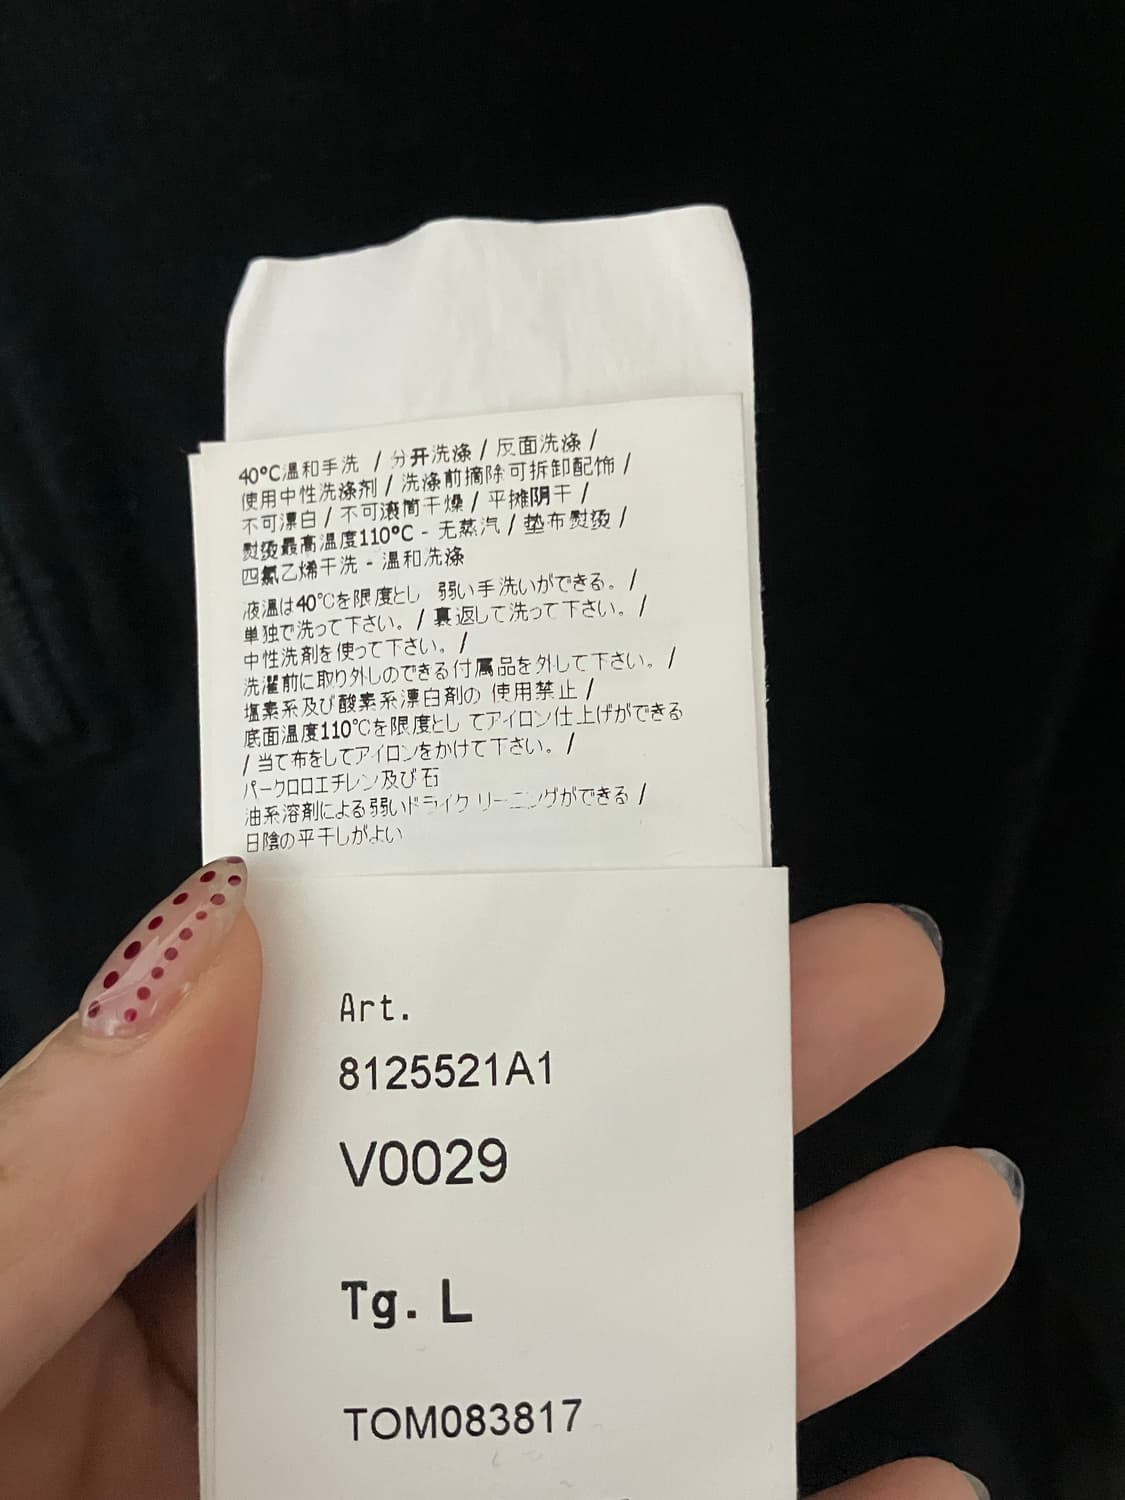 40°C温和手洗 / 分开洗涤 / 反面洗涤 /
使用中性洗涤剂 / 洗涤前摘除可拆卸配饰 /
不可漂白 / 不可滚筒干燥 / 平摊阴干 /
熨烫最高温度110°C - 无蒸汽 / 垫布熨烫 /
四氯乙烯干洗 - 温和洗涤
液温は40℃を限度とし 弱い手洗いができる。 /
単独で洗って下さい。 / 裏返して洗って下さい。 /
中性洗剤を使って下さい。 /
洗濯前に取り外しのできる付属品を外して下さい。 /
塩素系及び酸素系漂白剤の 使用禁止 /
底面温度110℃を限度とし てアイロン仕上げができる
/ 当て布をしてアイロンをかけて下さい。 /
パークロロエチレン及び石
油系溶剤による弱いドライク リーニングができる /
日陰の平干しがよい
Art.
8125521A1
V0029
Tg. L
TOM083817